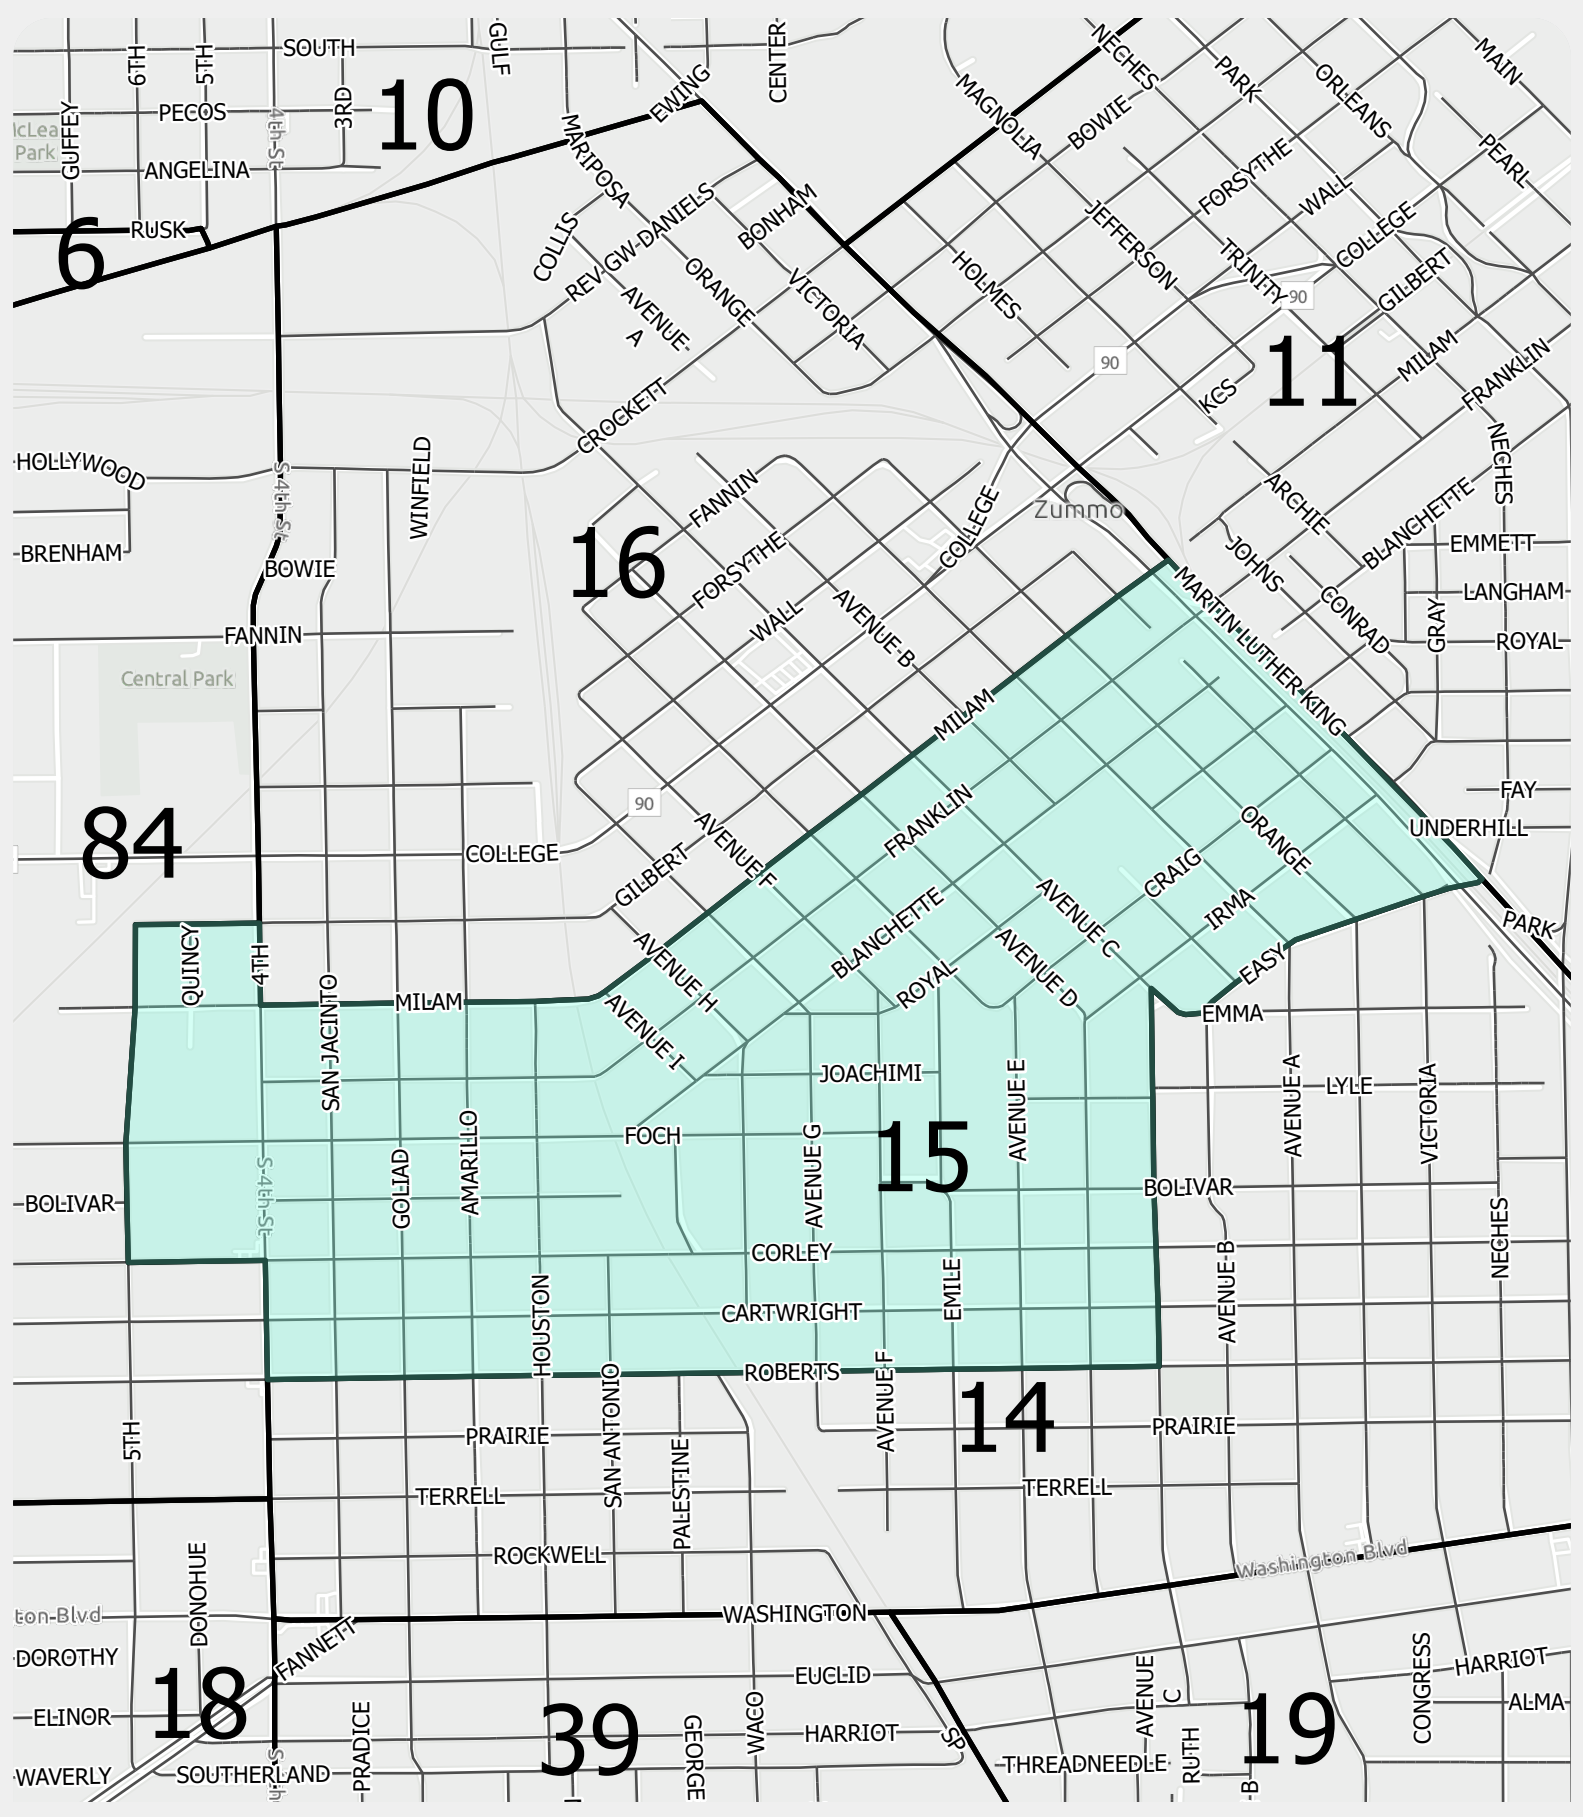 SOUTH
6TH
5TH
GULF
CENTER
NECHES
PARK
ORLEANS
MAIN
EWING
10
PECOS
3RD
GUFFEY
4th-St
Park
ANGELINA
MARIPOSA
MAGNOLIA
BOWIE
FORSYTHE
PEARL
WALL
RUSK
6
COLLIS
REV GW-DANIELS
BONHAM
JEFFERSON
COLLEGE
TRINITY
GILBERT
90
HOLMES
ORANGE
VICTORIA
AVENUE
A
11
90
MILAM
FRANKLIN
KCS
CROCKETT
HOLLYWOOD
WINFIELD
S-4th-St
NECHES
FANNIN
COLLEGE
Zummo
ARCHIE
BLANCHETTE
BRENHAM
BOWIE
16
FORSYTHE
JOHNS
EMMETT
LANGHAM
CONRAD
GRAY
ROYAL
FANNIN
WALL
AVENUE-B
MARTIN-LUTHER-KING
Central Park
MILAM
90
FAY
84
COLLEGE
GILBERT
AVENUE-F
FRANKLIN
ORANGE
UNDERHILL
CRAIG
IRMA
AVENUE-C
BLANCHETTE
PARK
QUINCY
4TH
AVENUE-H
AVENUE-D
ROYAL
EASY
SAN-JACINTO
MILAM
AVENUE-I
EMMA
JOACHIMI
AVENUE-E
AVENUE-A
LYLE
VICTORIA
FOCH
AMARILLO
GOLIAD
AVENUE-G
15
S-4th-St
BOLIVAR
BOLIVAR
NECHES
CORLEY
AVENUE-B
EMILE
HOUSTON
CARTWRIGHT
ROBERTS
AVENUE-F
14
5TH
PRAIRIE
SAN-ANTONIO
PALESTINE
PRAIRIE
TERRELL
TERRELL
ROCKWELL
Washington Blvd
DONOHUE
ton-Blvd
WASHINGTON
FANNETT
DOROTHY
EUCLID
HARRIOT
CONGRESS
AVENUE
C
18
ELINOR
PRADICE
39
WACO
GEORGE
HARRIOT
SP
19
ALMA
RUTH
WAVERLY
SOUTHERLAND
THREADNEEDLE
B